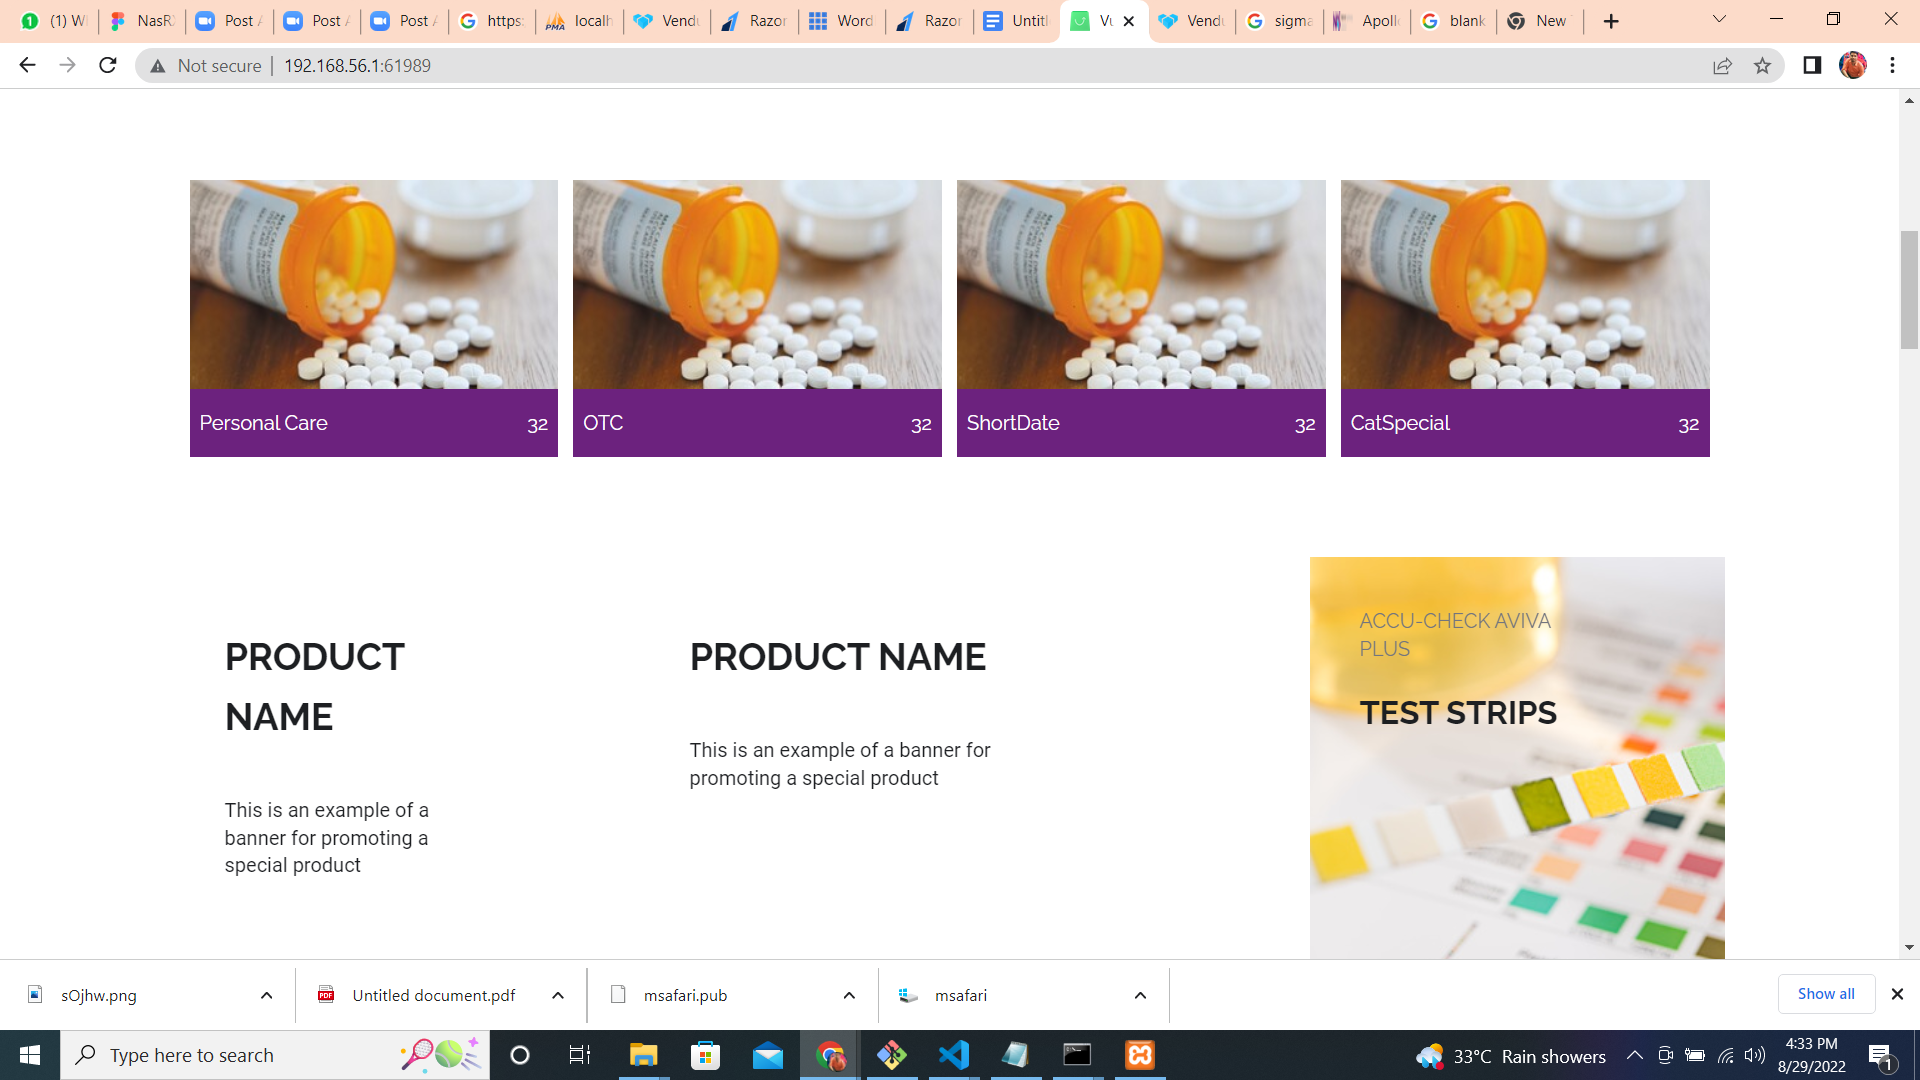 (1) W
NasR
Post
Post
Post
https:
localh
Vend
Razor
Word
Razor
Untitl
Vu
Vend
sigma
Apoll
blank
New
Not secure
192.168.56.1:61989
Personal Care 32
OTC 32
ShortDate 32
CatSpecial 32
PRODUCT
NAME
This is an example of a
banner for promoting a
special product
PRODUCT NAME
This is an example of a banner for
promoting a special product
ACCU-CHECK AVIVA
PLUS
TEST STRIPS
sOjhw.png
Untitled document.pdf
msafari.pub
msafari
Show all
Type here to search
33°C Rain showers
4:33 PM
8/29/2022
1